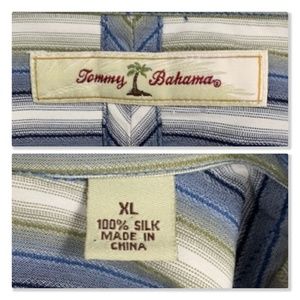 Tommy Bahama®
XL
100% SILK
MADE IN
CHINA